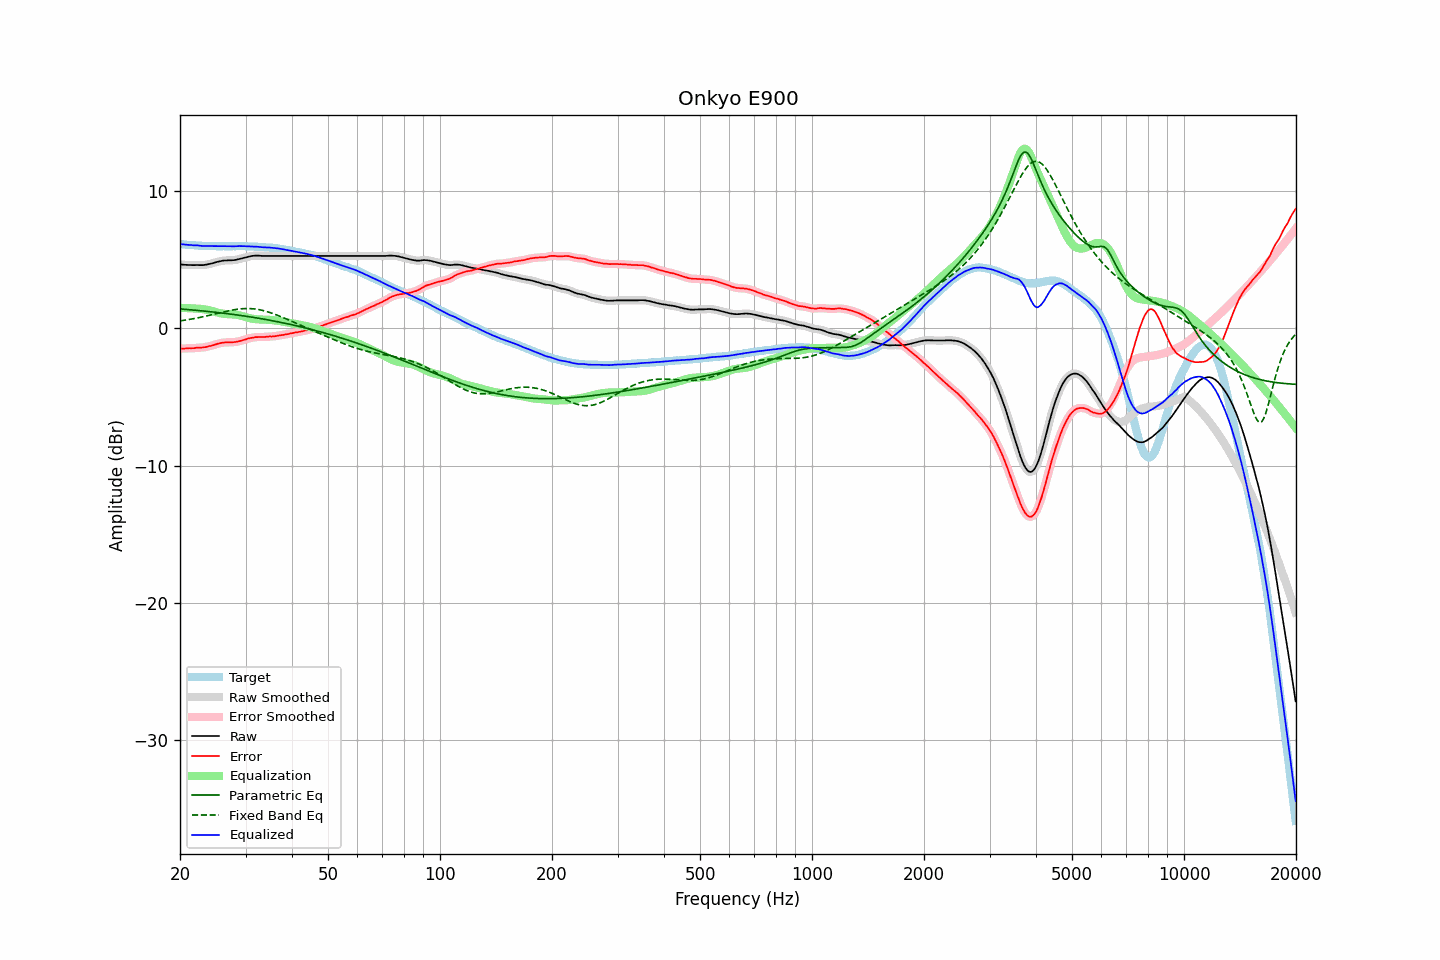 Onkyo E900
Amplitude (dBr)
10
0
−10
−20
−30
Target
Raw Smoothed
Error Smoothed
Raw
Error
Equalization
Parametric Eq
Fixed Band Eq
Equalized
20 50 100 200 500 1000 2000 5000 10000 20000
Frequency (Hz)